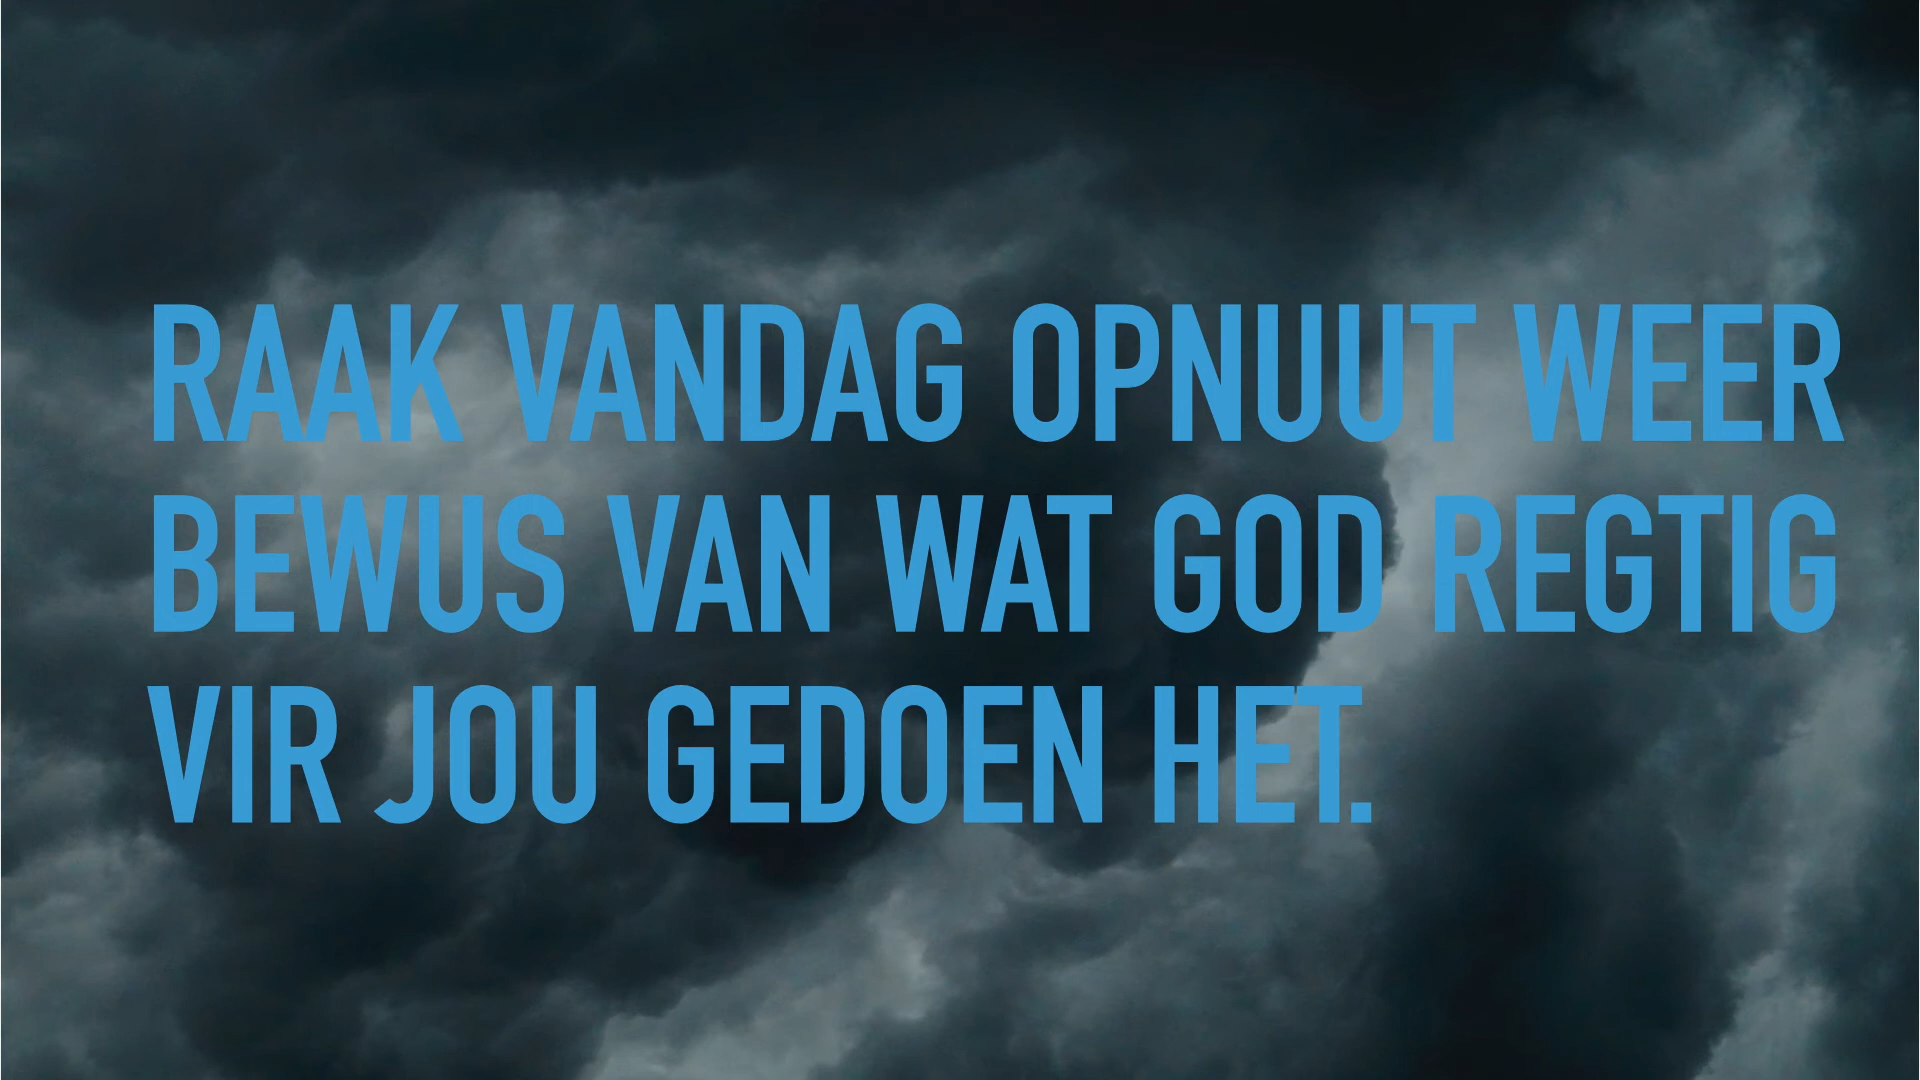 RAAK VANDAG OPNUUT WEER
BEWUS VAN WAT GOD REGTIG
VIR JOU GEDOEN HET.